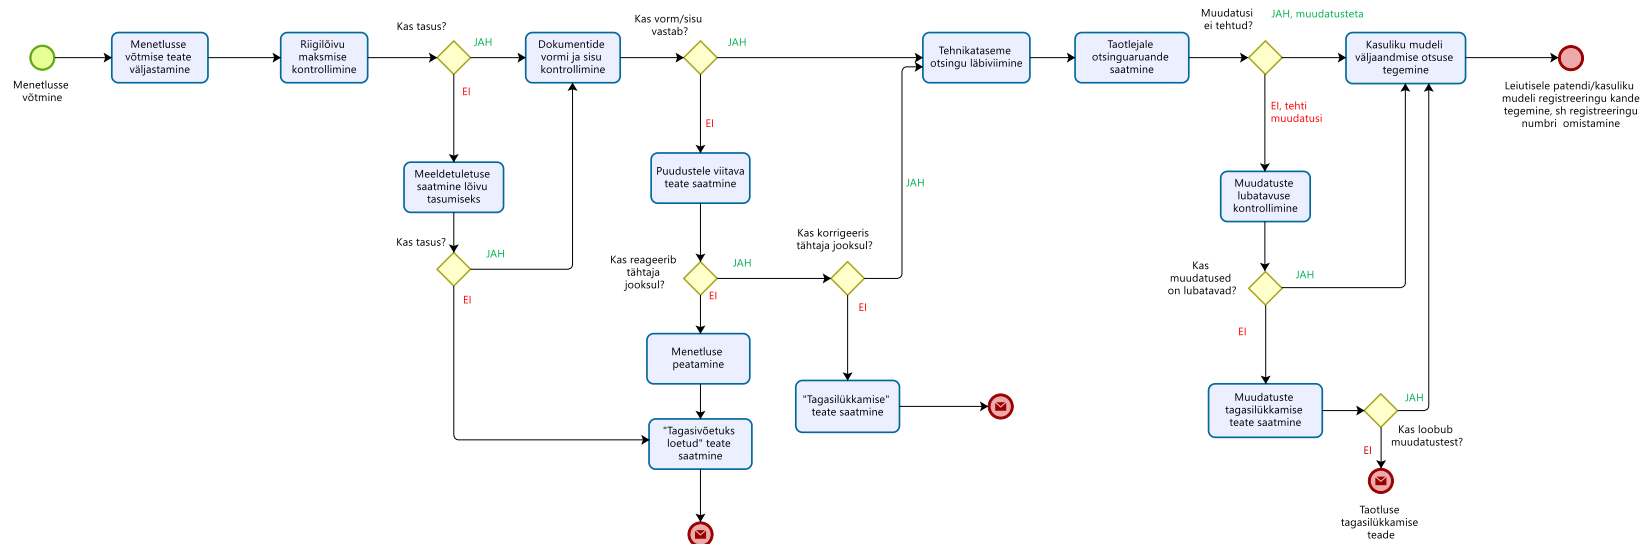 Menetlusse
võtmine
Menetlusse
võtmise teate
väljastamine
Riigilõivu
maksmise
kontrollimine
Kas tasus?
JAH
EI
Meeldetuletuse
saatmine lõivu
tasumiseks
Kas tasus?
JAH
EI
Dokumentide
vormi ja sisu
kontrollimine
Kas vorm/sisu
vastab?
JAH
EI
Puudustele viitava
teate saatmine
Kas reageerib
tähtaja
jooksul?
JAH
EI
Menetluse
peatamine
"Tagasivõetuks
loetud" teate
saatmine
Kas korrigeeris
tähtaja jooksul?
JAH
EI
"Tagasilükkamise"
teate saatmine
Tehnikataseme
otsingu läbiviimine
Taotlejale
otsinguaruande
saatmine
Muudatusi
ei tehtud?
JAH, muudatusteta
EI, tehti
muudatusi
Muudatuste
lubatavuse
kontrollimine
Kas
muudatused
on lubatavad?
JAH
EI
Muudatuste
tagasilükkamise
teate saatmine
JAH
Kas loobub
muudatustest?
EI
Taotluse
tagasilükkamise
teade
Kasuliku mudeli
väljaandmise otsuse
tegemine
Leiutisele patendi/kasuliku
mudeli registreeringu kande
tegemine, sh registreeringu
numbri omistamine